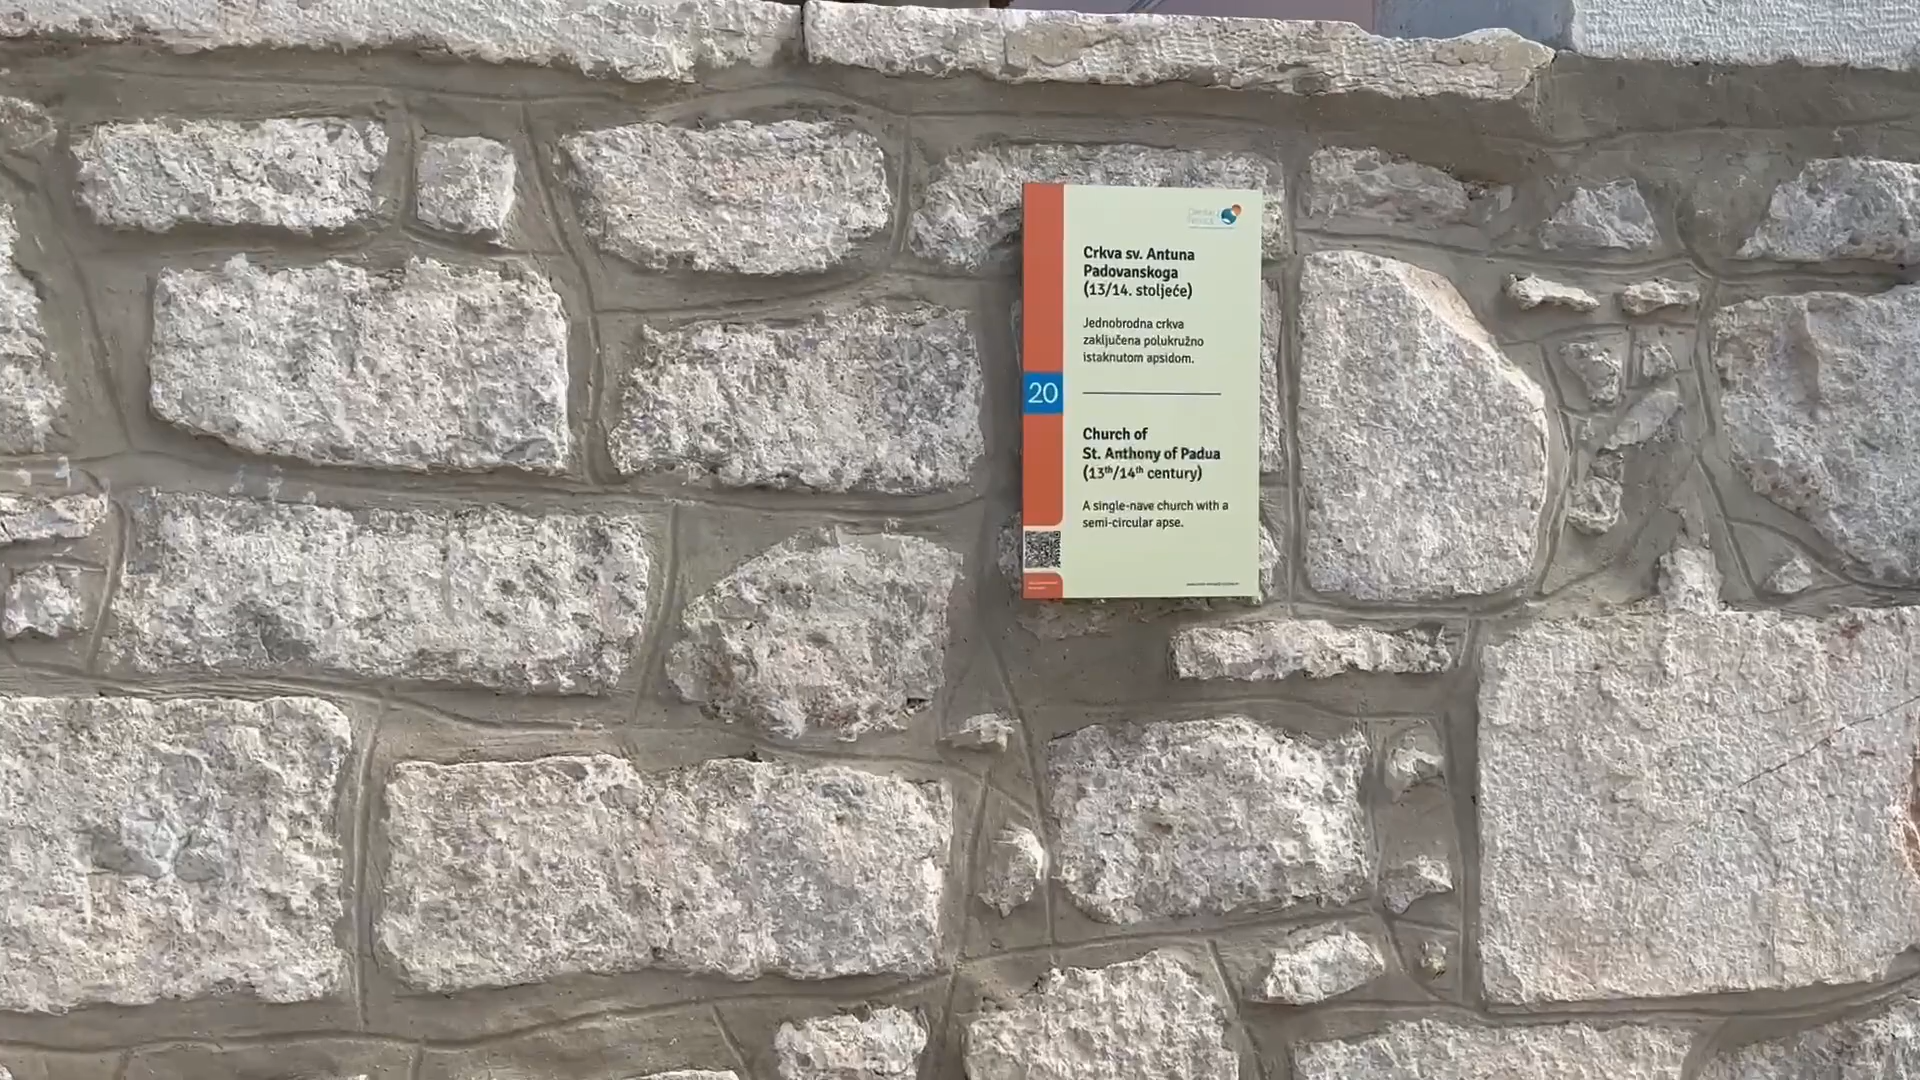 Crkva sv. Antuna
Padovanskoga
(13/14. stoljeće)
Jednobrodna crkva
zaključena polukružno
istaknutom apsidom.
20
Church of
St. Anthony of Padua
(13th/14th century)
A single-nave church with a
semi-circular apse.